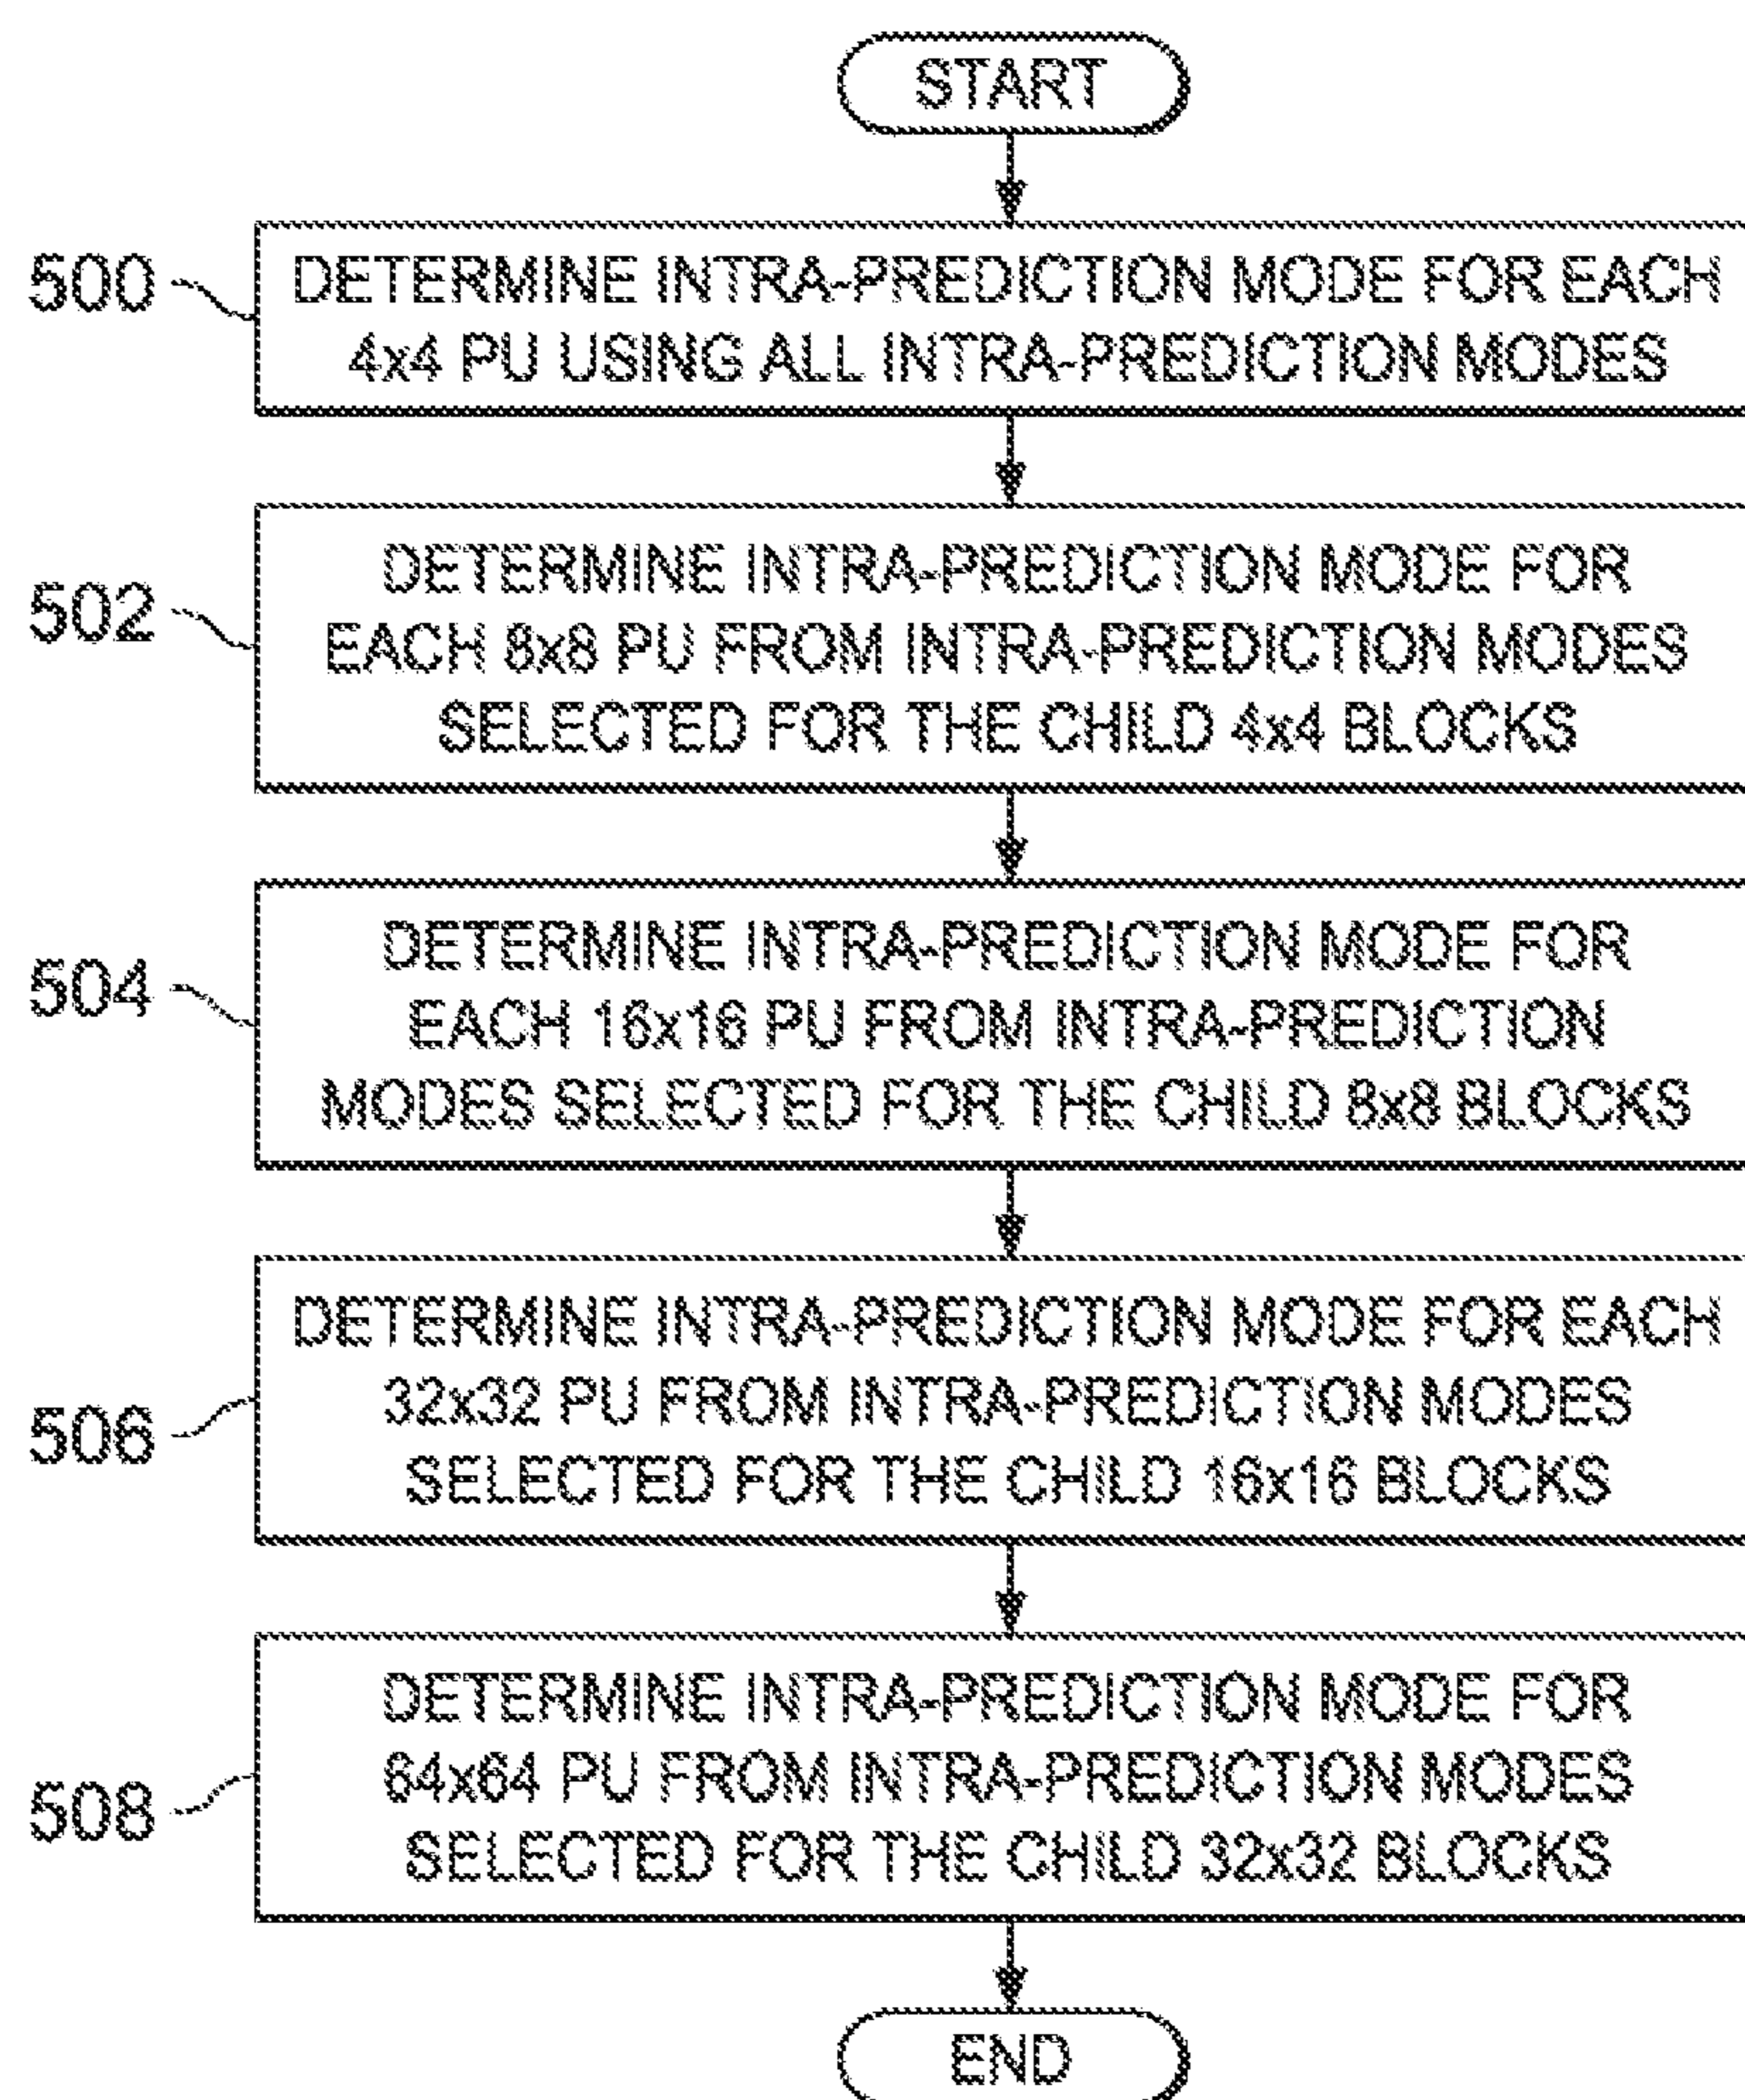 START
500
DETERMINE INTRA-PREDICTION MODE FOR EACH
4x4 PU USING ALL INTRA-PREDICTION MODES
502
DETERMINE INTRA-PREDICTION MODE FOR
EACH 8x8 PU FROM INTRA-PREDICTION MODES
SELECTED FOR THE CHILD 4x4 BLOCKS
504
DETERMINE INTRA-PREDICTION MODE FOR
EACH 16x16 PU FROM INTRA-PREDICTION
MODES SELECTED FOR THE CHILD 8x8 BLOCKS
506
DETERMINE INTRA-PREDICTION MODE FOR EACH
32x32 PU FROM INTRA-PREDICTION MODES
SELECTED FOR THE CHILD 16x16 BLOCKS
508
DETERMINE INTRA-PREDICTION MODE FOR
64x64 PU FROM INTRA-PREDICTION MODES
SELECTED FOR THE CHILD 32x32 BLOCKS
END